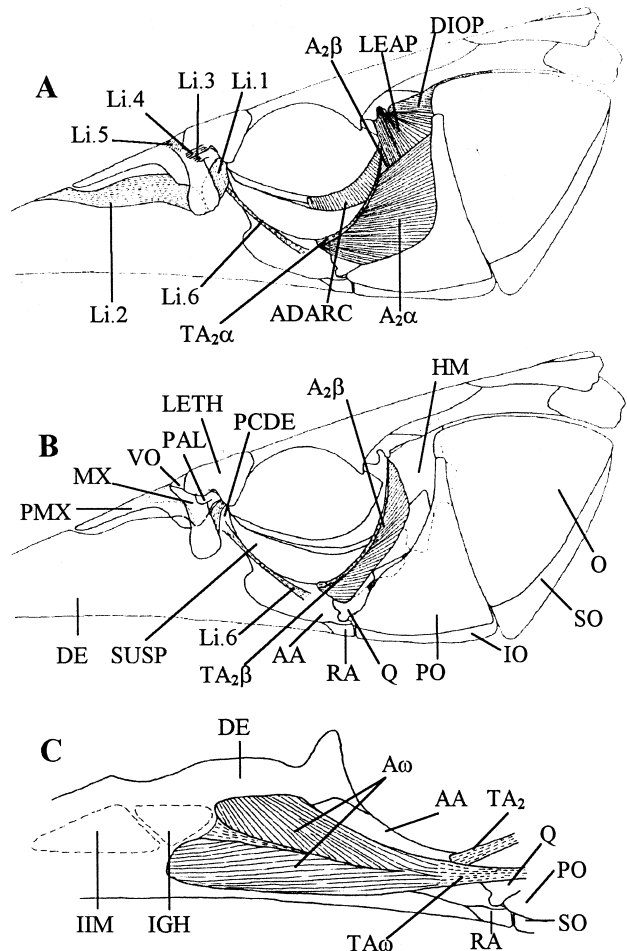 DIOP
A₂β LEAP
A
Li.3 Li.1
Li.4
Li.5
Li.6
Li.2
ADARC A₂α
TA₂α
HM
A₂β
LETH
B
PAL PCDE
VO
MX
PMX
O
SO
Li.6 AA IO
DE SUSP
TA₂β RA Q PO
DE
C
Aω
AA TA₂
Q
PO
IIM IGH SO
TAω RA